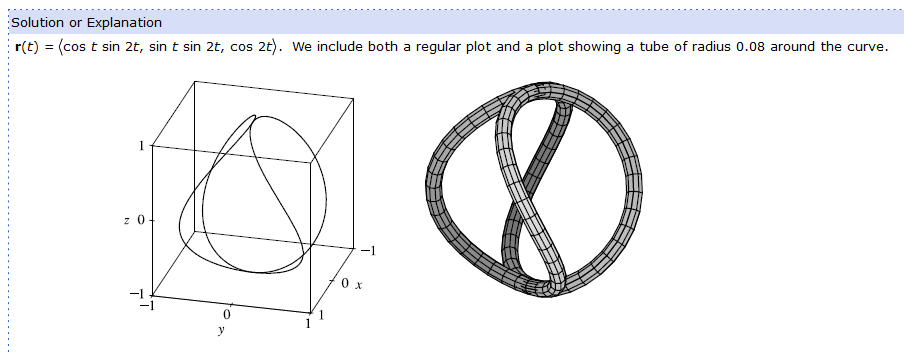 Solution or Explanation
r(t) = ⟨cos t sin 2t, sin t sin 2t, cos 2t⟩. We include both a regular plot and a plot showing a tube of radius 0.08 around the curve.
1
z 0
−1
−1
0
y
1
1
0 x
−1